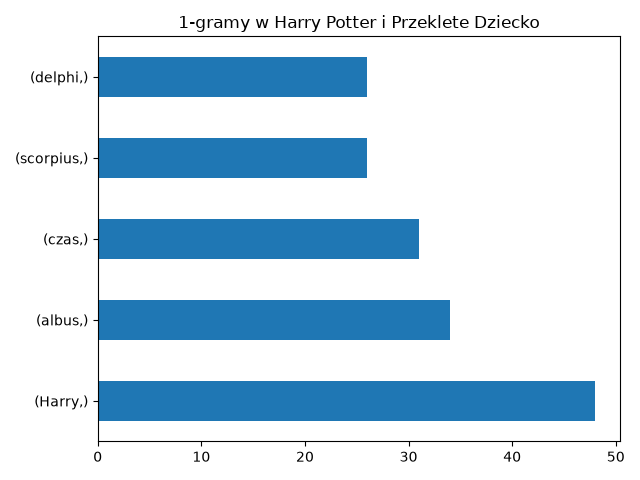 1-gramy w Harry Potter i Przeklete Dziecko
(delphi,)
(scorpius,)
(czas,)
(albus,)
(Harry,)
0 10 20 30 40 50